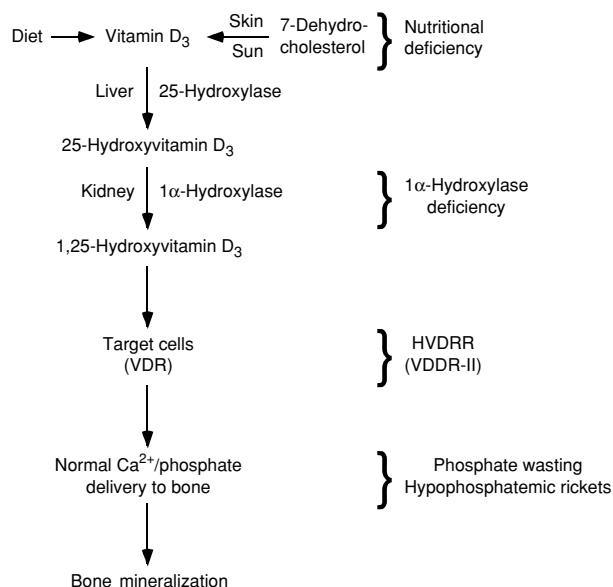 Diet
Vitamin D3
Skin
Sun
7-Dehydro-
cholesterol
Nutritional
deficiency
Liver
25-Hydroxylase
25-Hydroxyvitamin D3
Kidney
1α-Hydroxylase
1α-Hydroxylase
deficiency
1,25-Hydroxyvitamin D3
Target cells
(VDR)
HVDRR
(VDDR-II)
Normal Ca2+/phosphate
delivery to bone
Phosphate wasting
Hypophosphatemic rickets
Bone mineralization